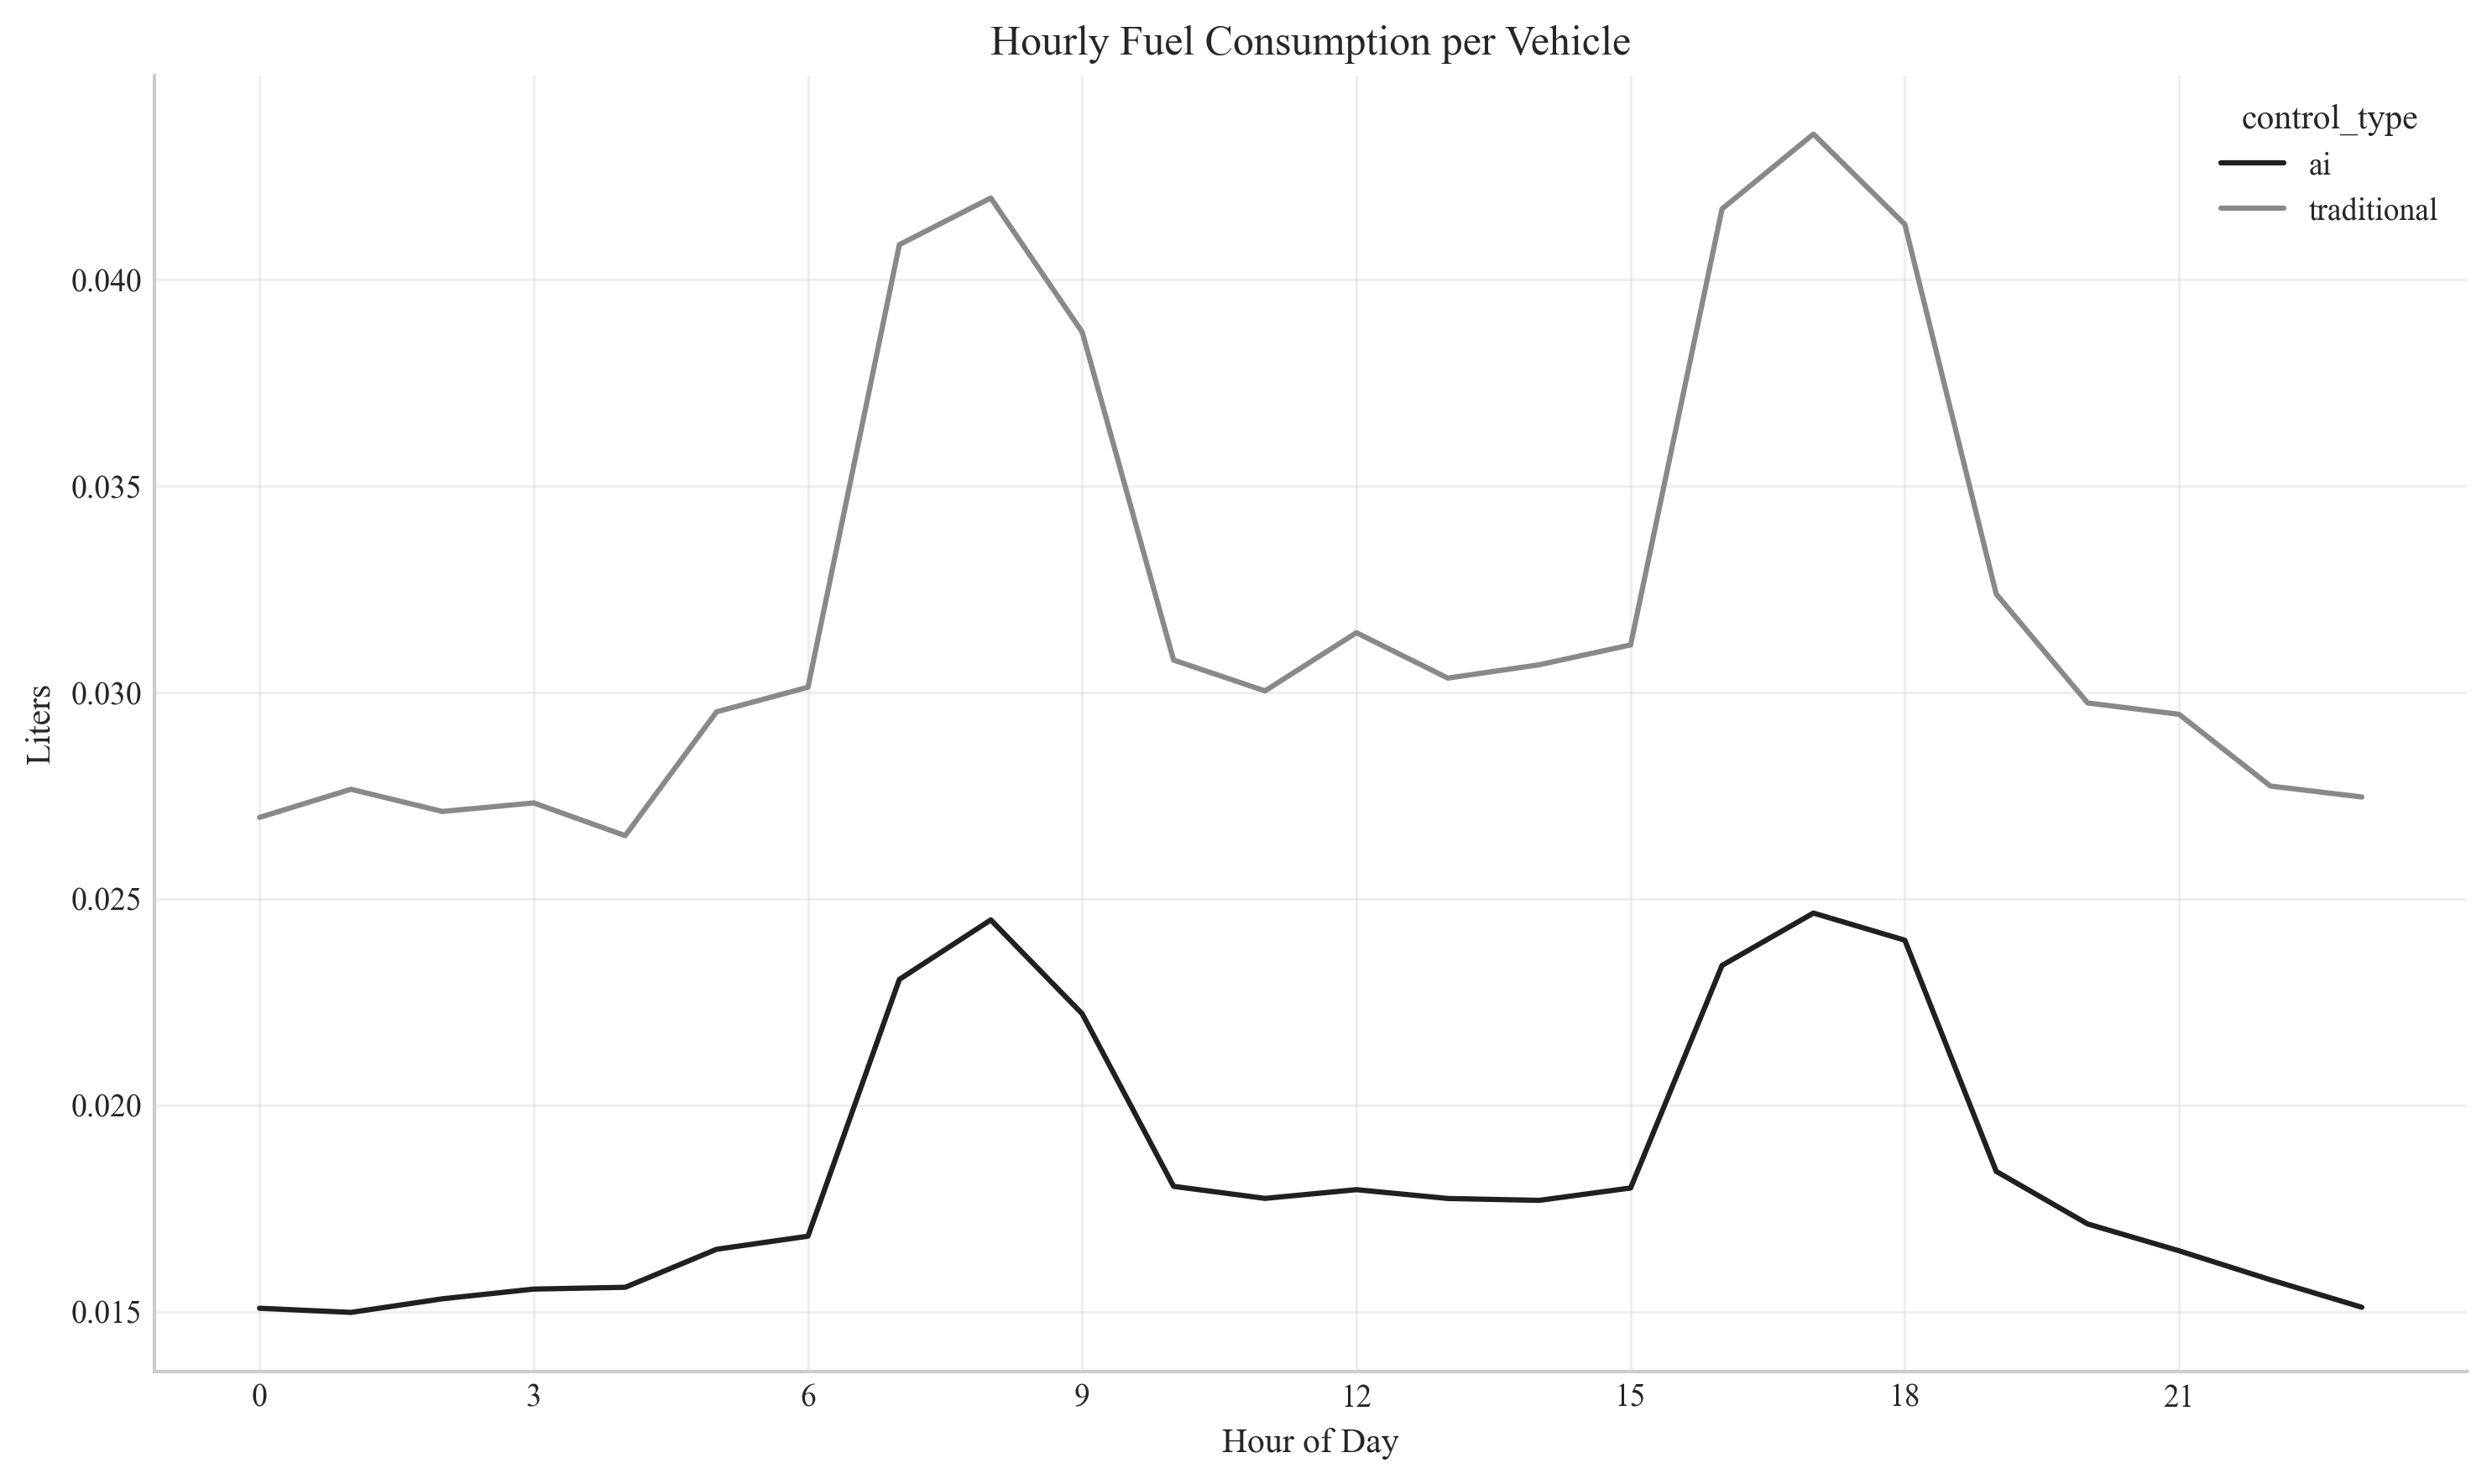 Hourly Fuel Consumption per Vehicle
control_type
ai
traditional
Liters
0.040
0.035
0.030
0.025
0.020
0.015
0 3 6 9 12 15 18 21
Hour of Day